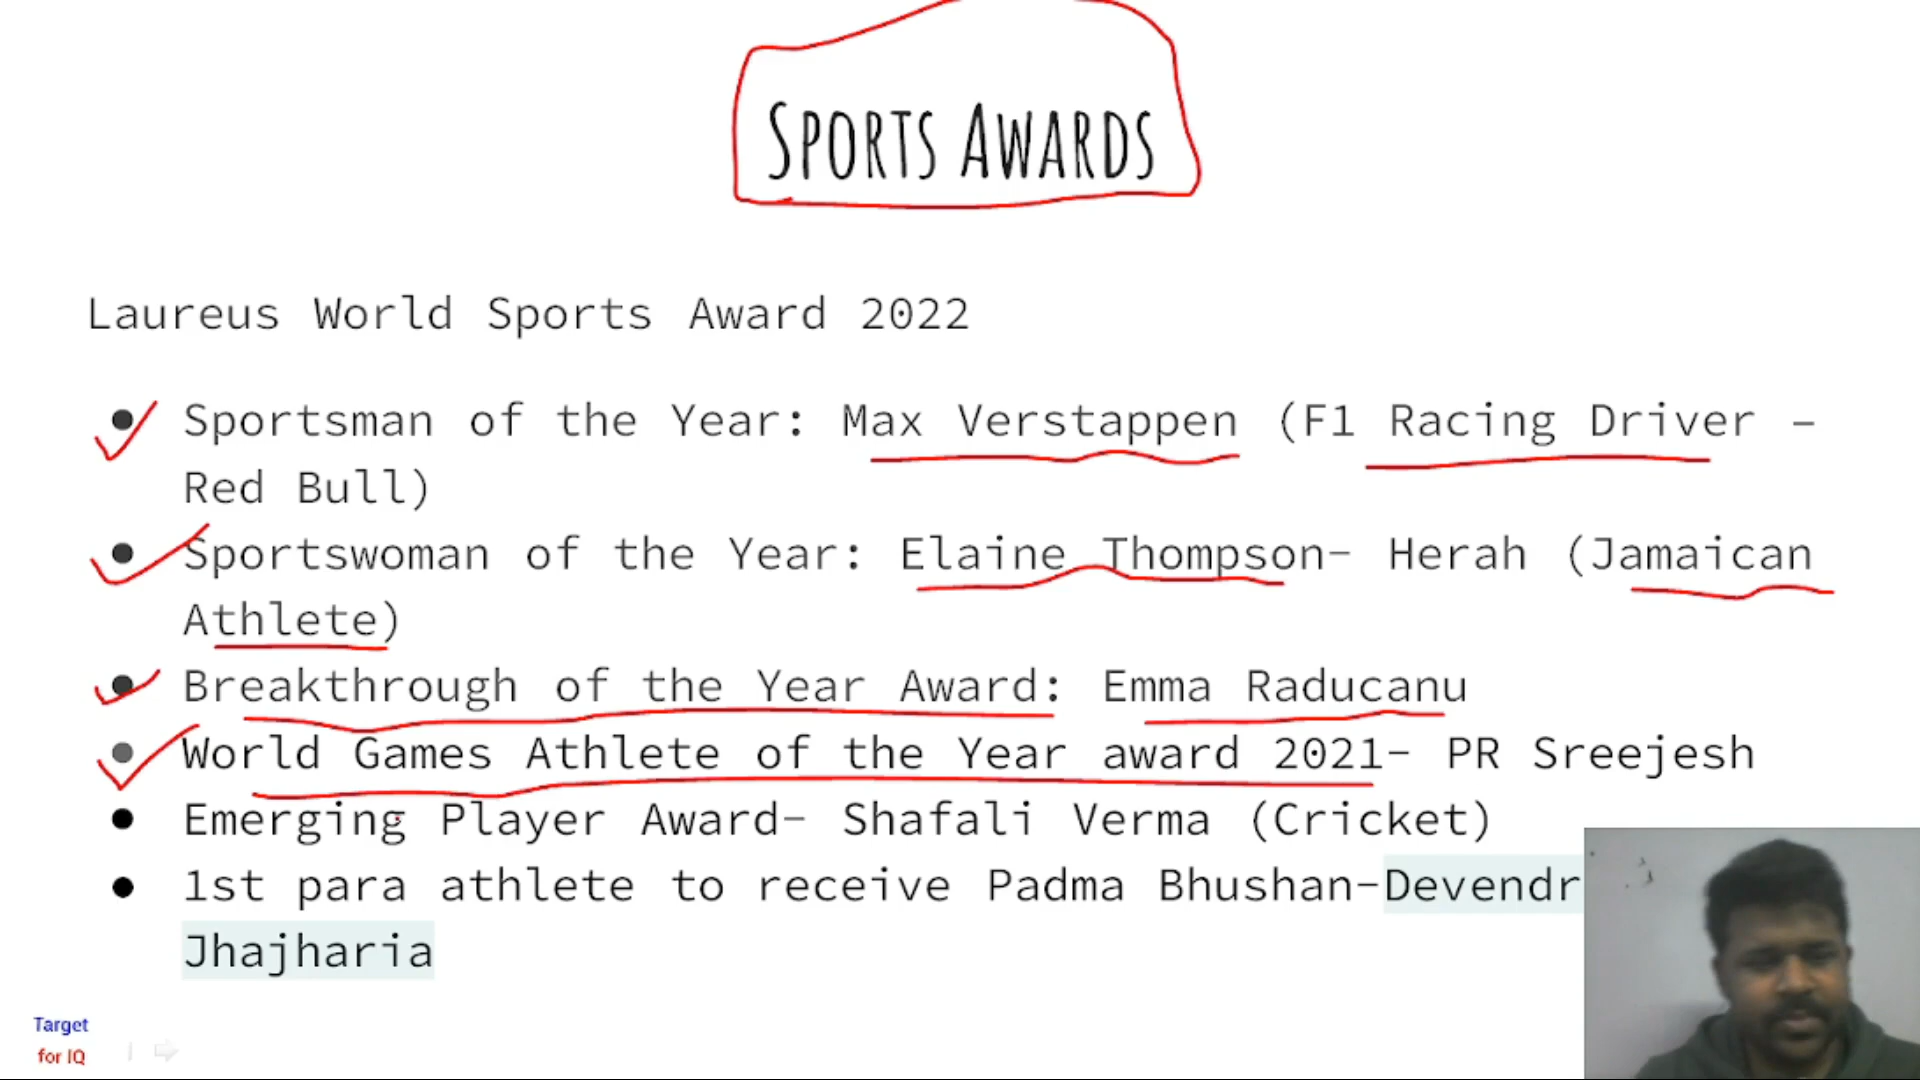 SPORTS AWARDS
Laureus World Sports Award 2022
● Sportsman of the Year: Max Verstappen (F1 Racing Driver –
Red Bull)
● Sportswoman of the Year: Elaine Thompson- Herah (Jamaican
Athlete)
● Breakthrough of the Year Award: Emma Raducanu
● World Games Athlete of the Year award 2021- PR Sreejesh
● Emerging Player Award- Shafali Verma (Cricket)
● 1st para athlete to receive Padma Bhushan-Devendr
Jhajharia
Target
for IQ